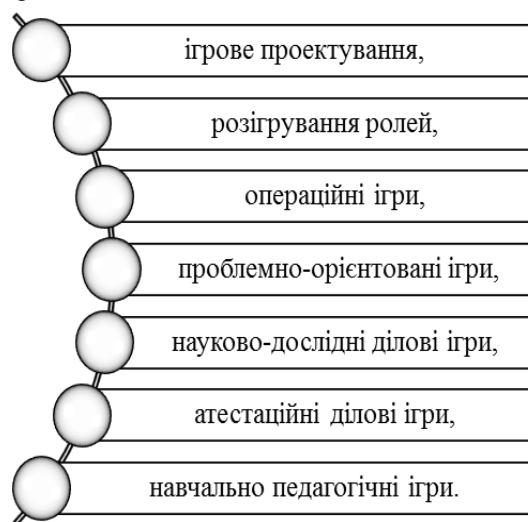 ігрове проектування,
розігрування ролей,
операційні ігри,
проблемно-орієнтовані ігри,
науково-дослідні ділові ігри,
атестаційні ділові ігри,
навчально педагогічні ігри.